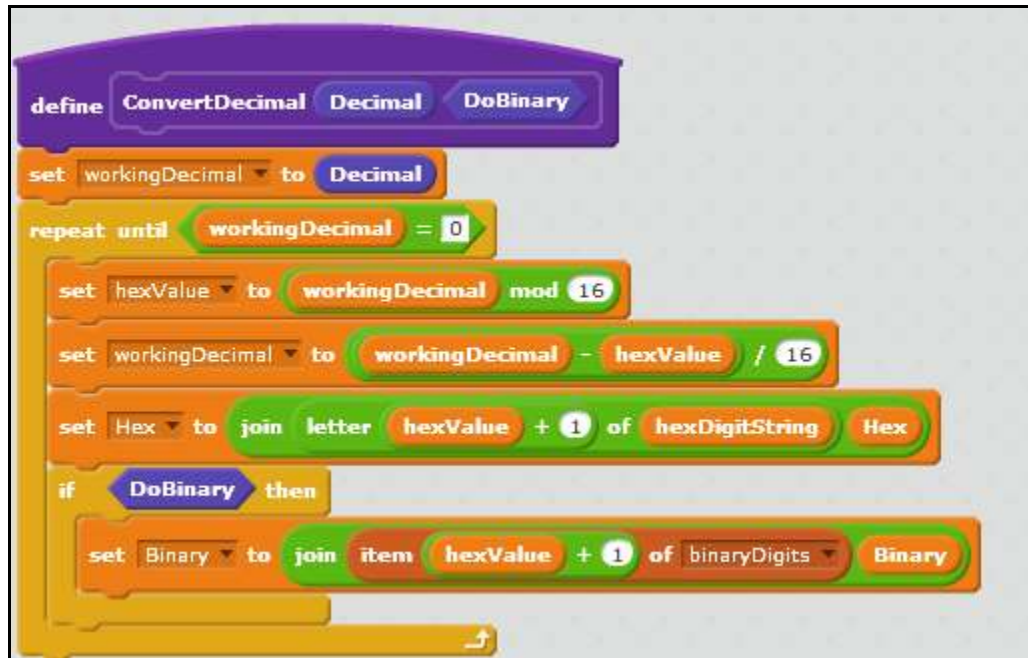 define ConvertDecimal Decimal DoBinary
set workingDecimal to Decimal
repeat until workingDecimal = 0
set hexValue to workingDecimal mod 16
set workingDecimal to workingDecimal - hexValue / 16
set Hex to join letter hexValue + 1 of hexDigitString Hex
if DoBinary then
set Binary to join item hexValue + 1 of binaryDigits Binary